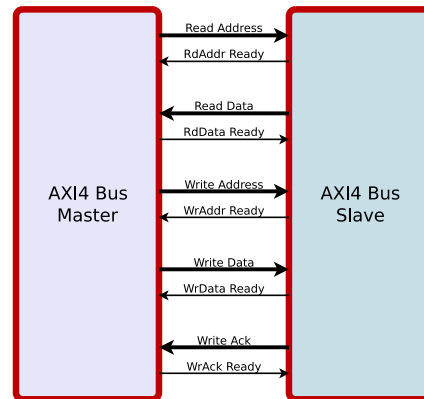 Read Address
RdAddr Ready
Read Data
RdData Ready
AXI4 Bus
Master
Write Address
WrAddr Ready
AXI4 Bus
Slave
Write Data
WrData Ready
Write Ack
WrAck Ready